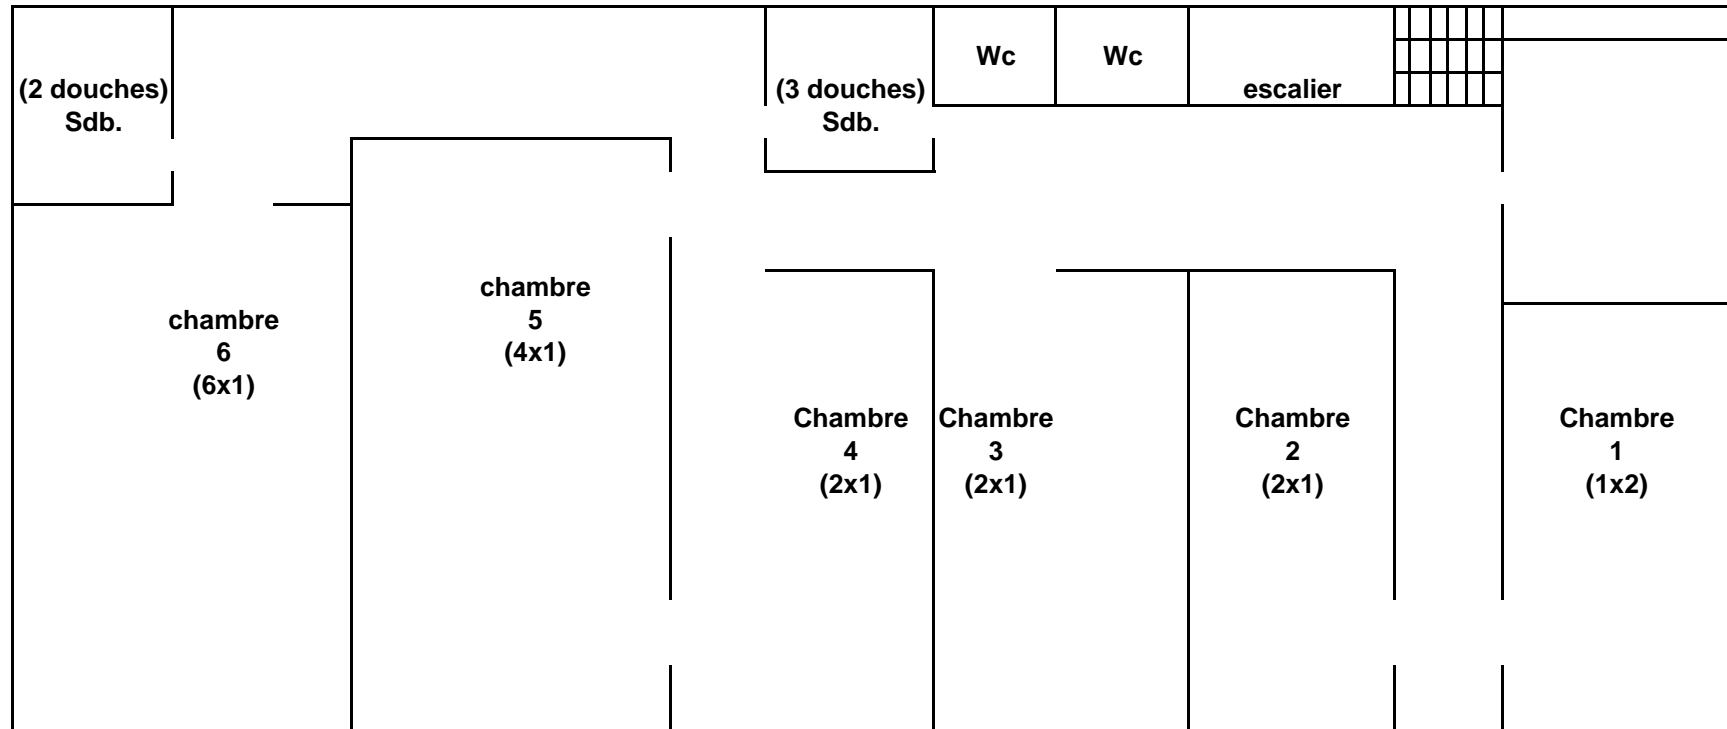 (2 douches)
Sdb.
(3 douches)
Sdb.
Wc
Wc
escalier
chambre
6
(6x1)
chambre
5
(4x1)
Chambre
4
(2x1)
Chambre
3
(2x1)
Chambre
2
(2x1)
Chambre
1
(1x2)